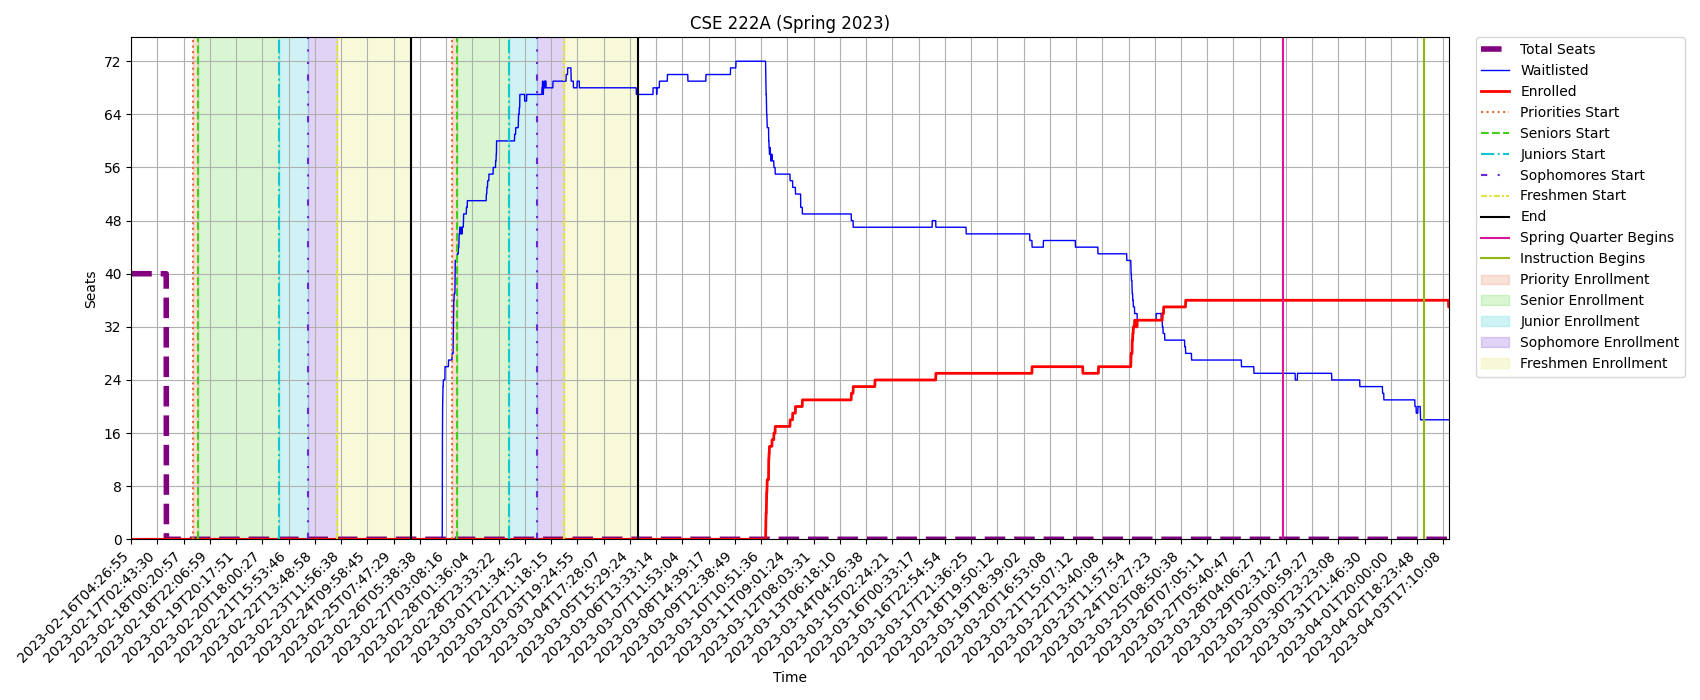 CSE 222A (Spring 2023)
Seats
72
64
56
48
40
32
24
16
8
0
2023-02-16T04:26:55
2023-02-17T02:43:30
2023-02-18T00:20:57
2023-02-18T22:06:59
2023-02-19T20:17:51
2023-02-20T18:00:27
2023-02-21T15:53:46
2023-02-22T13:48:58
2023-02-23T11:56:38
2023-02-24T09:58:45
2023-02-25T07:47:29
2023-02-26T05:38:38
2023-02-27T03:08:16
2023-02-28T01:36:04
2023-02-28T23:33:22
2023-03-01T21:34:52
2023-03-02T21:18:15
2023-03-03T19:24:55
2023-03-04T17:28:07
2023-03-05T15:29:24
2023-03-06T13:33:14
2023-03-07T11:53:04
2023-03-08T14:39:17
2023-03-09T12:38:49
2023-03-10T10:51:36
2023-03-11T09:01:24
2023-03-12T08:03:31
2023-03-13T06:18:10
2023-03-14T04:26:38
2023-03-15T02:24:21
2023-03-16T00:33:17
2023-03-16T22:54:54
2023-03-17T21:36:25
2023-03-18T19:50:12
2023-03-19T18:39:02
2023-03-20T16:53:08
2023-03-21T15:07:12
2023-03-22T13:40:08
2023-03-23T11:57:54
2023-03-24T10:27:23
2023-03-25T08:50:38
2023-03-26T07:05:11
2023-03-27T05:40:47
2023-03-28T04:06:27
2023-03-29T02:31:27
2023-03-30T00:59:27
2023-03-30T23:23:08
2023-03-31T21:46:30
2023-04-01T20:00:00
2023-04-02T18:23:48
2023-04-03T17:10:08
Time
Total Seats
Waitlisted
Enrolled
Priorities Start
Seniors Start
Juniors Start
Sophomores Start
Freshmen Start
End
Spring Quarter Begins
Instruction Begins
Priority Enrollment
Senior Enrollment
Junior Enrollment
Sophomore Enrollment
Freshmen Enrollment